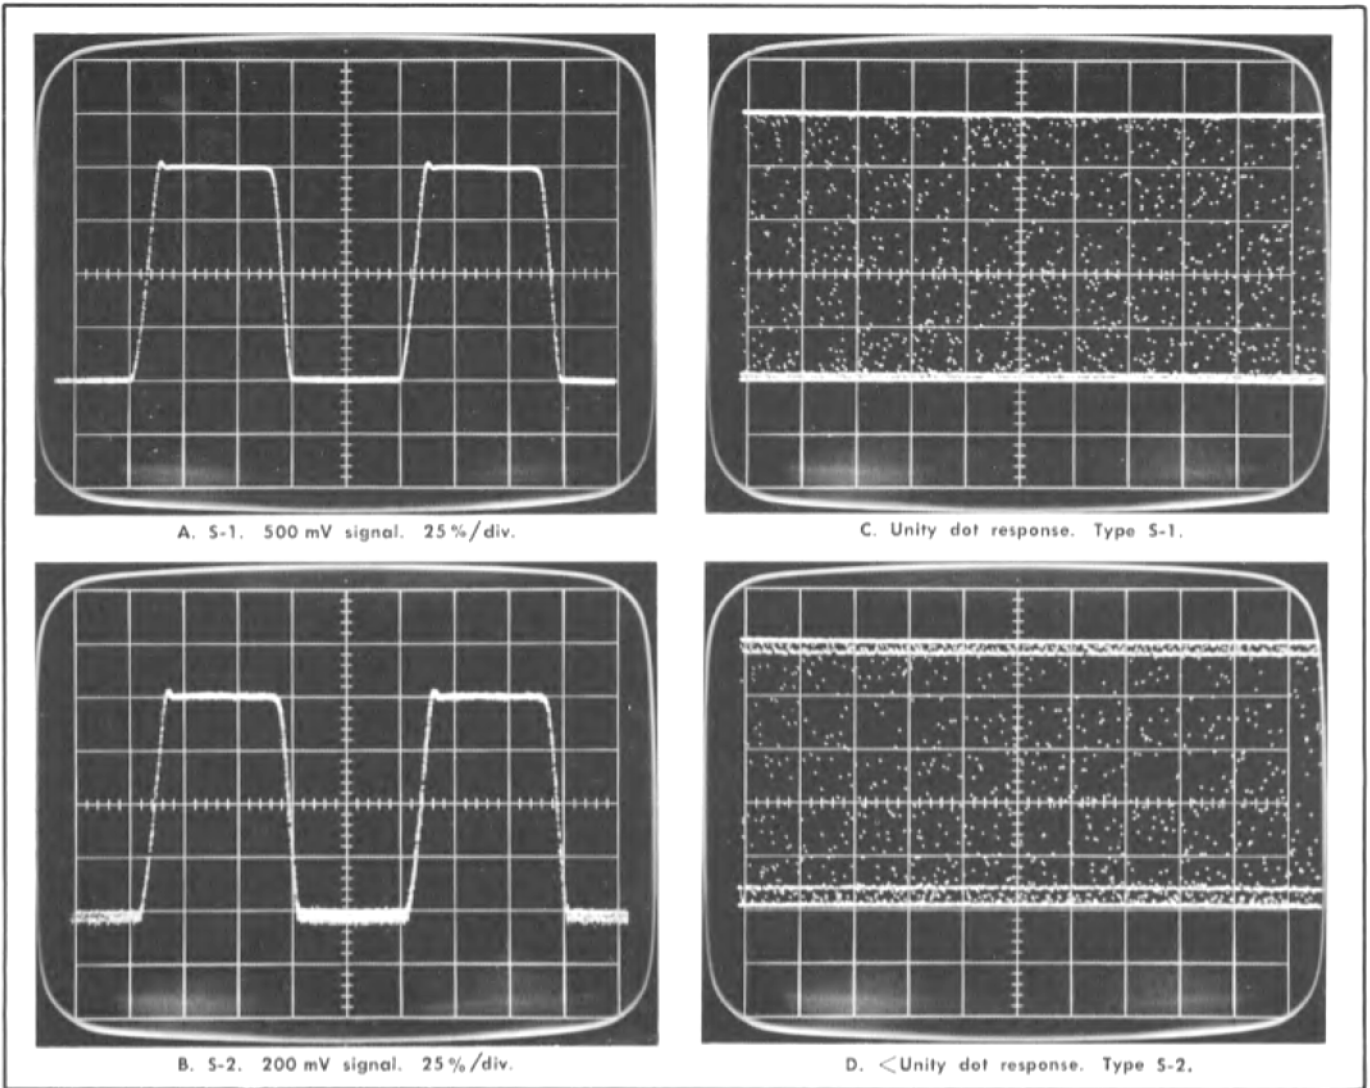 A. S-1. 500 mV signal. 25%/div.
C. Unity dot response. Type S-1.
B. S-2. 200 mV signal. 25%/div.
D. <Unity dot response. Type S-2.